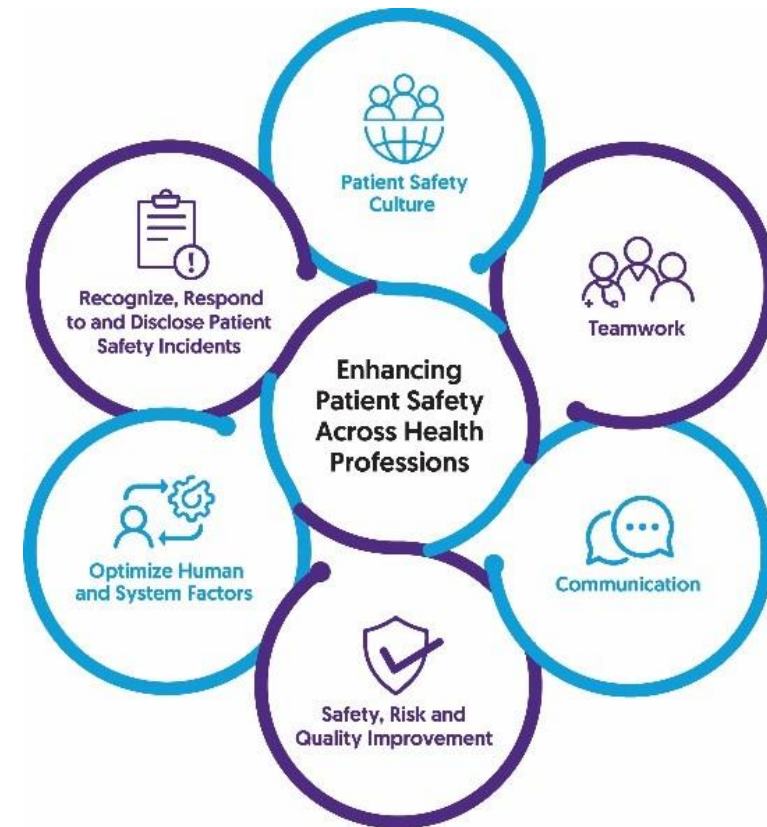 Patient Safety
Culture
Teamwork
Communication
Safety, Risk and
Quality Improvement
Optimize Human
and System Factors
Recognize, Respond
to and Disclose Patient
Safety Incidents
Enhancing
Patient Safety
Across Health
Professions